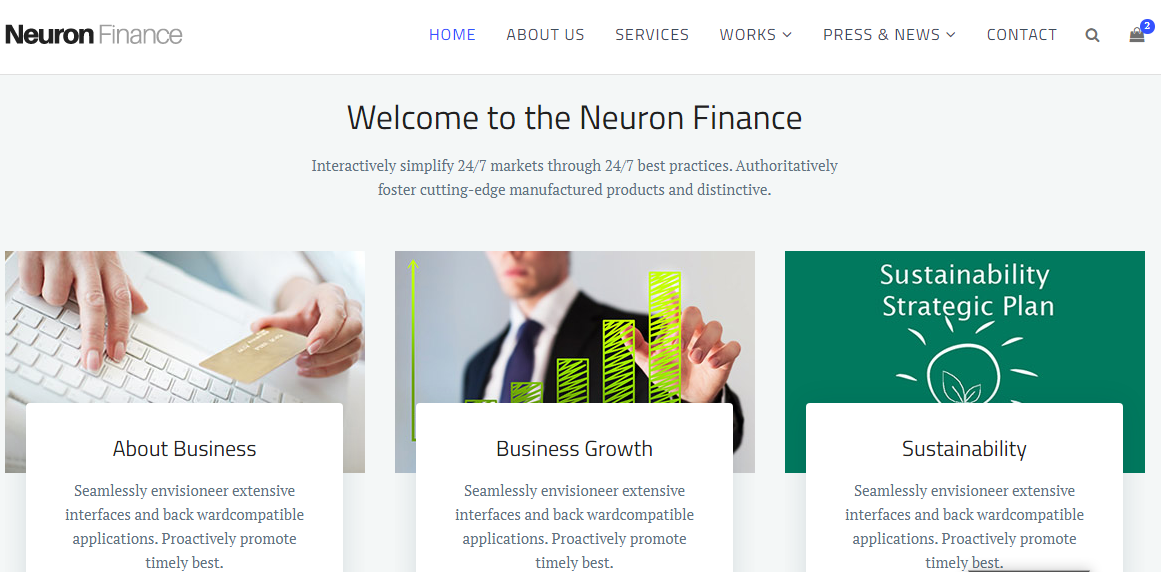 Neuron Finance
HOME ABOUT US SERVICES WORKS PRESS & NEWS CONTACT 2
Welcome to the Neuron Finance
Interactively simplify 24/7 markets through 24/7 best practices. Authoritatively
foster cutting-edge manufactured products and distinctive.
Sustainability
Strategic Plan
About Business
Seamlessly envisioneer extensive
interfaces and back wardcompatible
applications. Proactively promote
timely best.
Business Growth
Seamlessly envisioneer extensive
interfaces and back wardcompatible
applications. Proactively promote
timely best.
Sustainability
Seamlessly envisioneer extensive
interfaces and back wardcompatible
applications. Proactively promote
timely best.